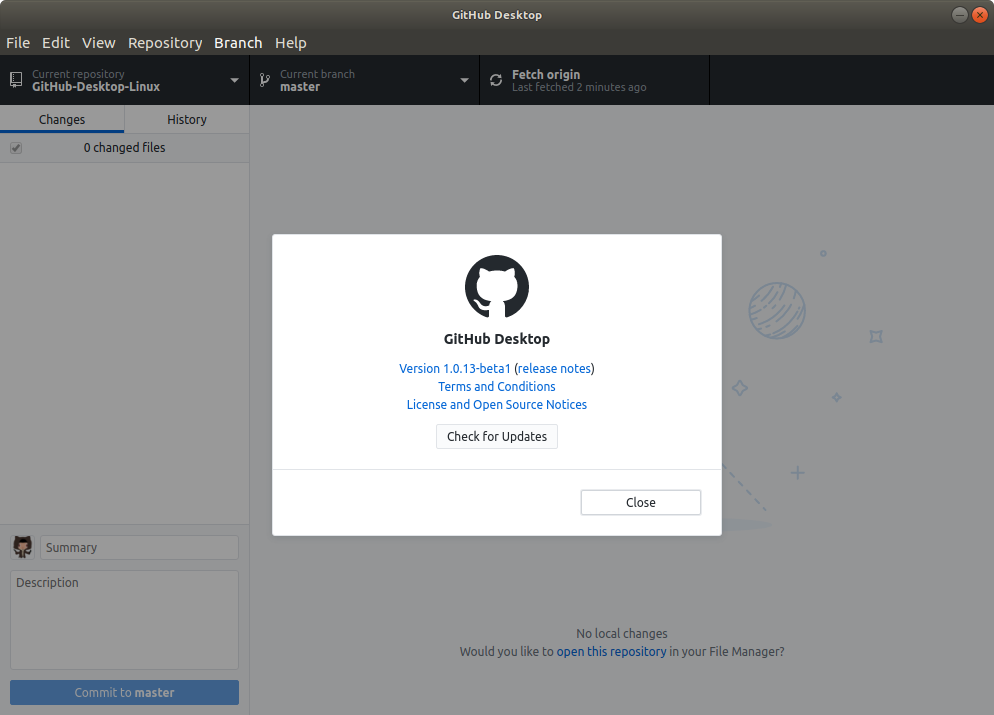 GitHub Desktop
File Edit View Repository Branch Help
Current repository
GitHub-Desktop-Linux
Current branch
master
Fetch origin
Last fetched 2 minutes ago
Changes History
0 changed files
GitHub Desktop
Version 1.0.13-beta1 (release notes)
Terms and Conditions
License and Open Source Notices
Check for Updates
Close
Summary
Description
Commit to master
No local changes
Would you like to open this repository in your File Manager?